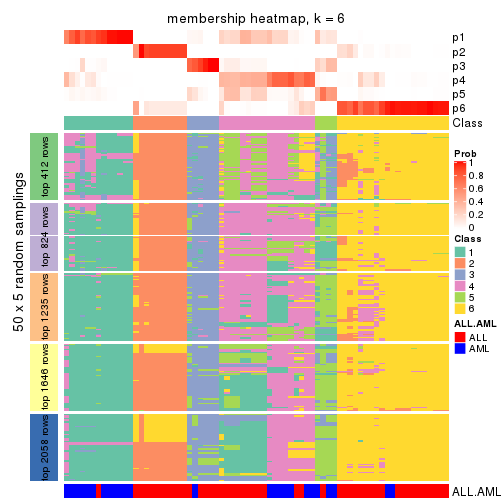 membership heatmap, k = 6
p1
p2
p3
p4
p5
p6
Class
50 x 5 random samplings
top 412 rows
top 824 rows
top 1235 rows
top 1646 rows
top 2058 rows
Prob
1
0.8
0.6
0.4
0.2
0
Class
1
2
3
4
5
6
ALL.AML
ALL
AML
ALL.AML